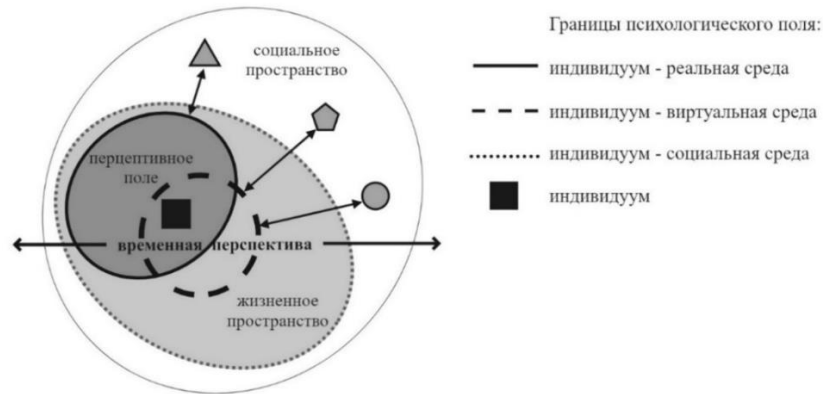 социальное
пространство
перцептивное
поле
временная перспектива
жизненное
пространство
Границы психологического поля:
индивидуум - реальная среда
индивидуум - виртуальная среда
индивидуум - социальная среда
индивидуум